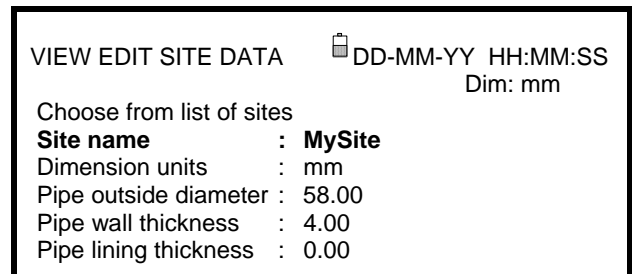 VIEW EDIT SITE DATA DD-MM-YY HH:MM:SS
Dim: mm
Choose from list of sites
Site name : MySite
Dimension units : mm
Pipe outside diameter : 58.00
Pipe wall thickness : 4.00
Pipe lining thickness : 0.00